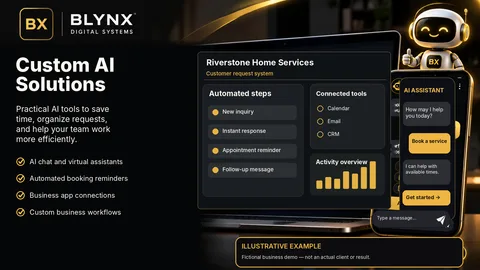 BX
BLYNX™
DIGITAL SYSTEMS
Custom AI
Solutions
Practical AI tools to save
time, organize requests,
and help your team work
more efficiently.
AI chat and virtual assistants
Automated booking reminders
Business app connections
Custom business workflows
Riverstone Home Services
Customer request system
Automated steps
New inquiry
Instant response
Appointment reminder
Follow-up message
Connected tools
Calendar
Email
CRM
Activity overview
BX
AI ASSISTANT
How may I help
you today?
Book a service
I can help with
available times.
Get started →
Type a message...
ILLUSTRATIVE EXAMPLE
Fictional business demo — not an actual client or result.